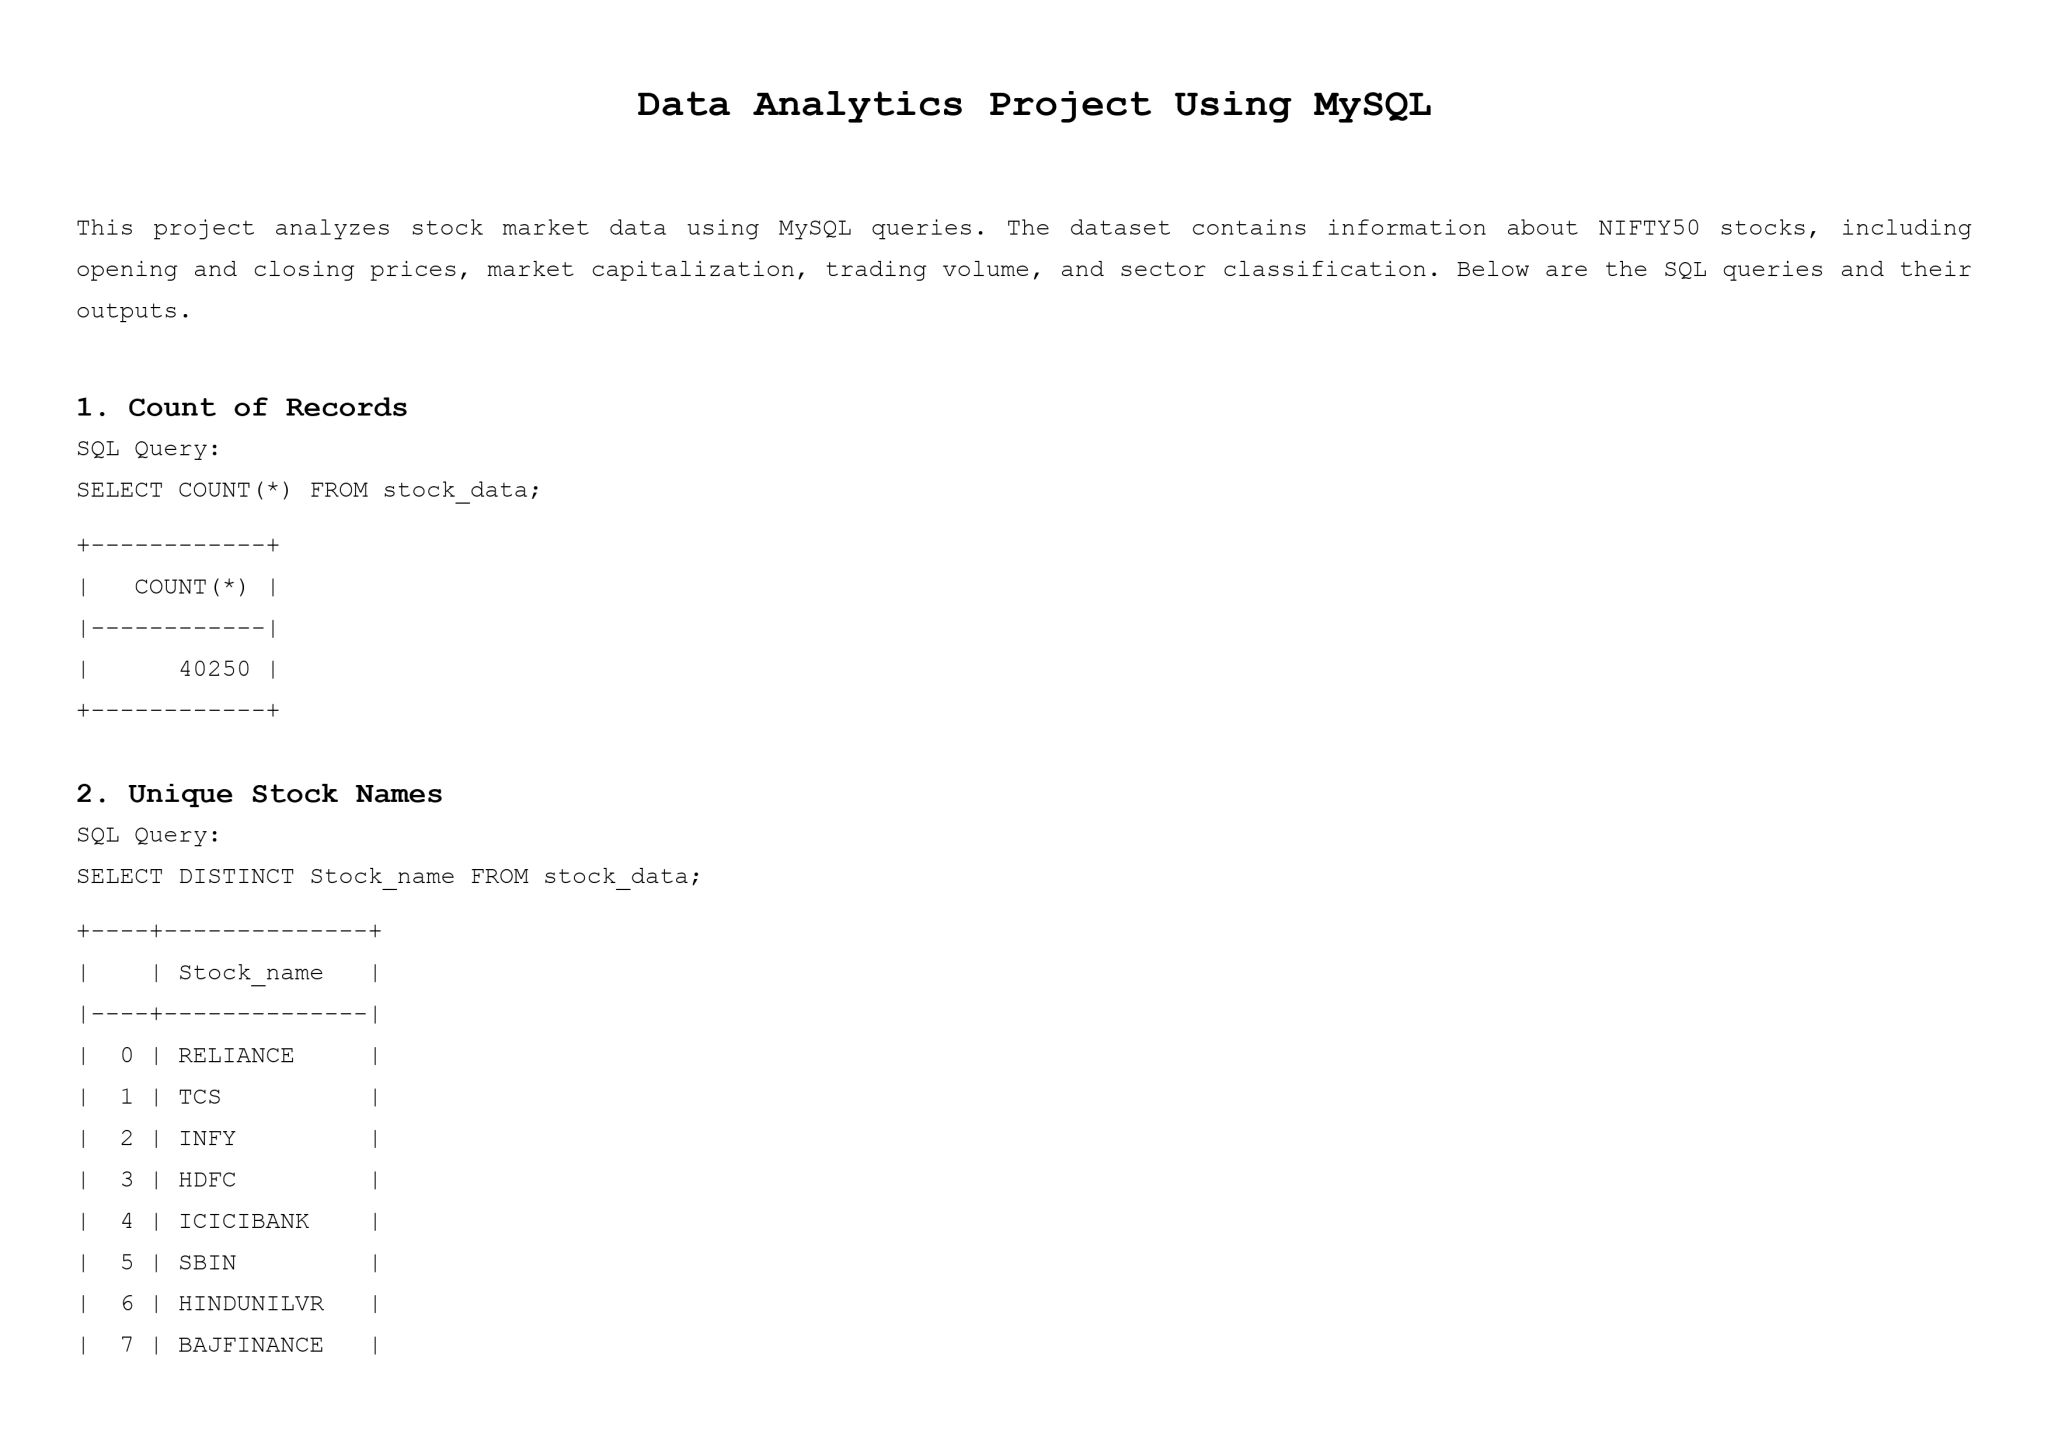 Data Analytics Project Using MySQL
This project analyzes stock market data using MySQL queries. The dataset contains information about NIFTY50 stocks, including
opening and closing prices, market capitalization, trading volume, and sector classification. Below are the SQL queries and their
outputs.
1. Count of Records
SQL Query:
SELECT COUNT(*) FROM stock_data;
+------------+
|   COUNT(*) |
|------------|
|      40250 |
+------------+
2. Unique Stock Names
SQL Query:
SELECT DISTINCT Stock_name FROM stock_data;
+----+--------------+
|    | Stock_name   |
|----+--------------|
|  0 | RELIANCE     |
|  1 | TCS          |
|  2 | INFY         |
|  3 | HDFC         |
|  4 | ICICIBANK    |
|  5 | SBIN         |
|  6 | HINDUNILVR   |
|  7 | BAJFINANCE   |